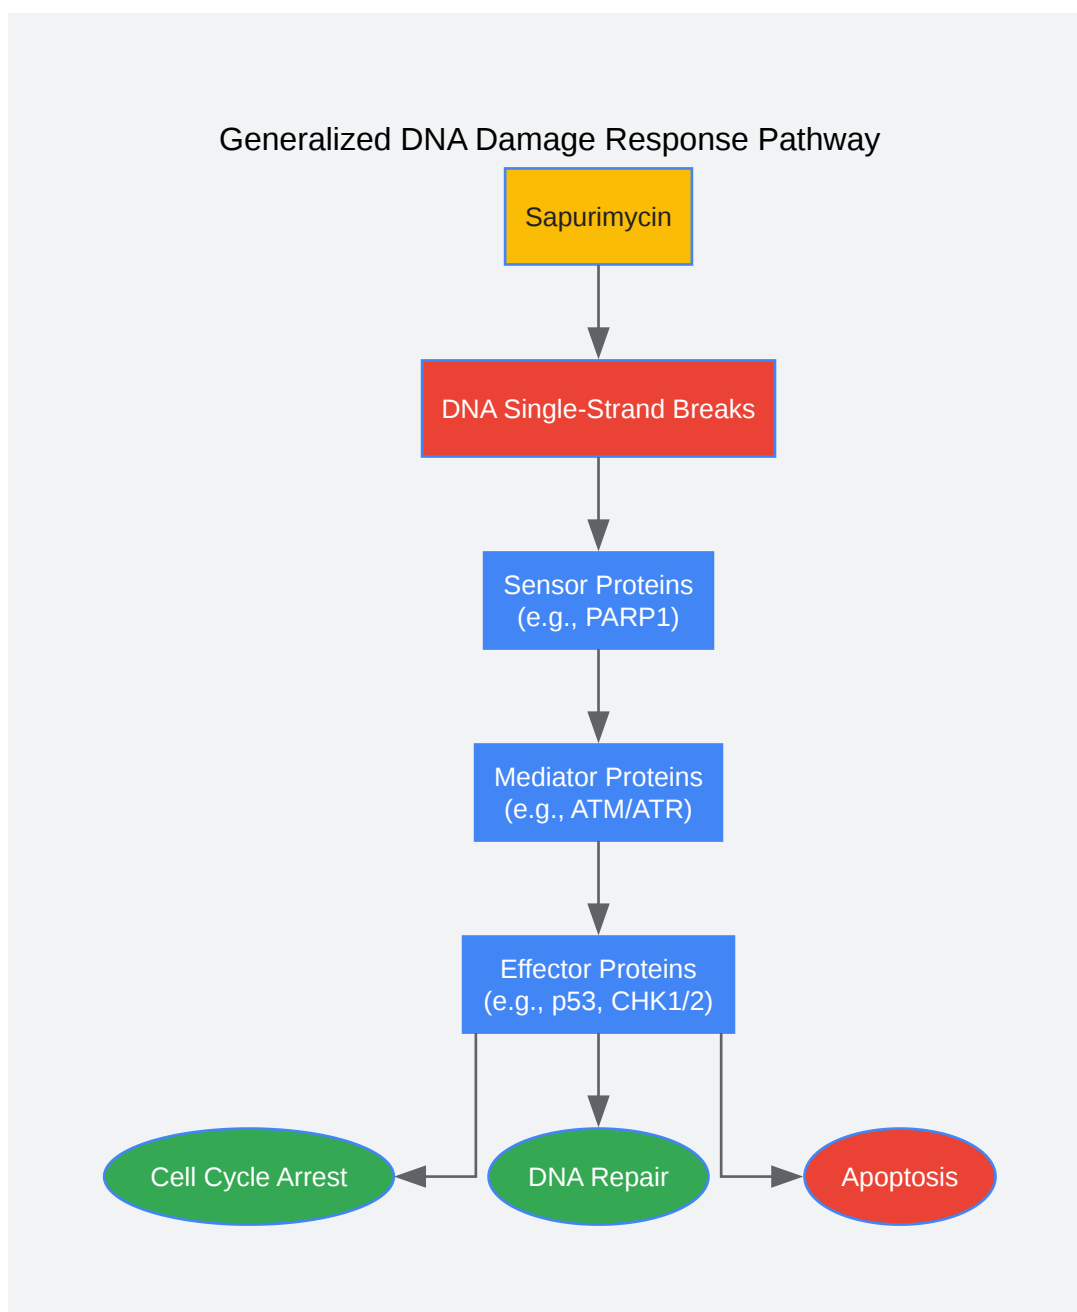 Generalized DNA Damage Response Pathway
Sapurimycin
DNA Single-Strand Breaks
Sensor Proteins
(e.g., PARP1)
Mediator Proteins
(e.g., ATM/ATR)
Effector Proteins
(e.g., p53, CHK1/2)
Cell Cycle Arrest
DNA Repair
Apoptosis